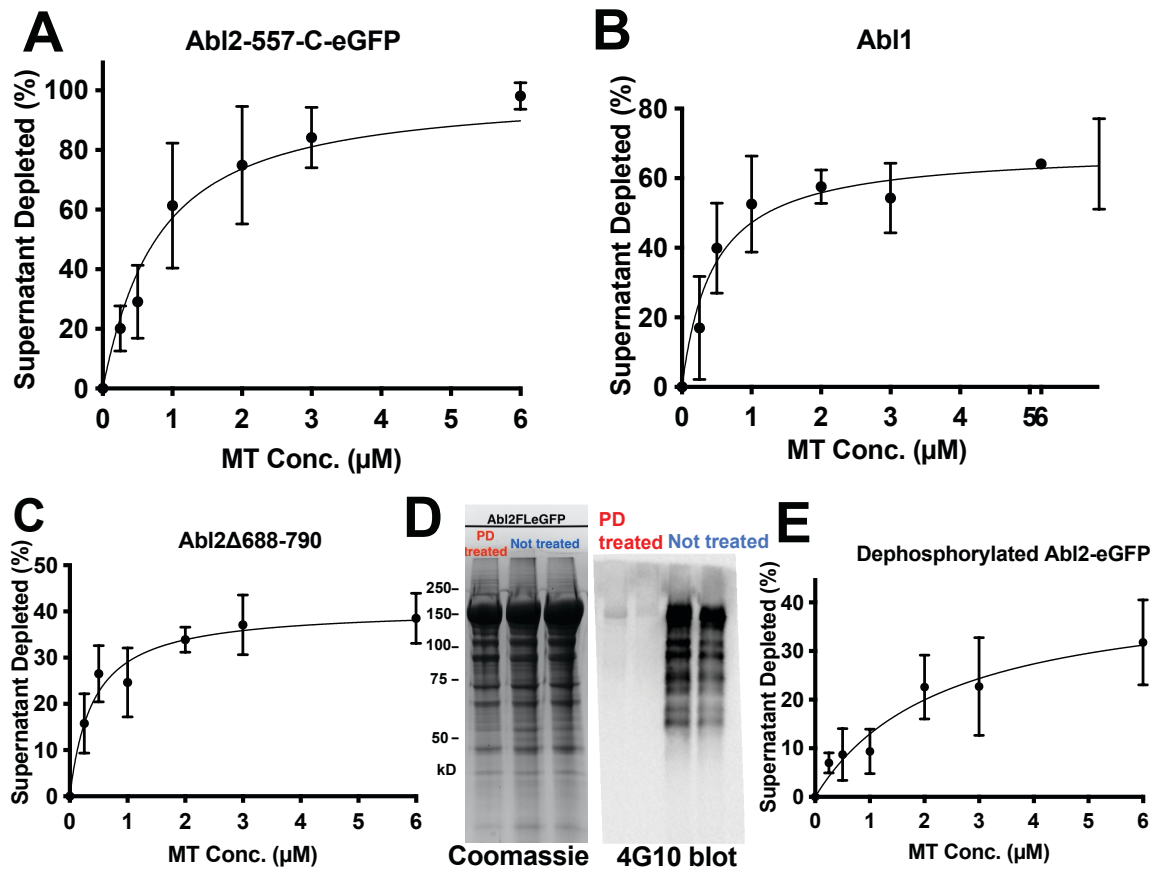 A
Abl2-557-C-eGFP
Supernatant Depleted (%)
100
80
60
40
20
0
0 1 2 3 4 5 6
MT Conc. (µM)
B
Abl1
Supernatant Depleted (%)
80
60
40
20
0
0 1 2 3 4 56
MT Conc. (µM)
C
Abl2Δ688-790
Supernatant Depleted (%)
50
40
30
20
10
0
0 1 2 3 4 5 6
MT Conc. (µM)
D
Abl2FLeGFP
PD
treated
Not treated
PD
treated
Not treated
250–
150–
100–
75 –
50 –
kD
Coomassie
4G10 blot
E
Dephosphorylated Abl2-eGFP
Supernatant Depleted (%)
40
30
20
10
0
0 1 2 3 4 5 6
MT Conc. (µM)